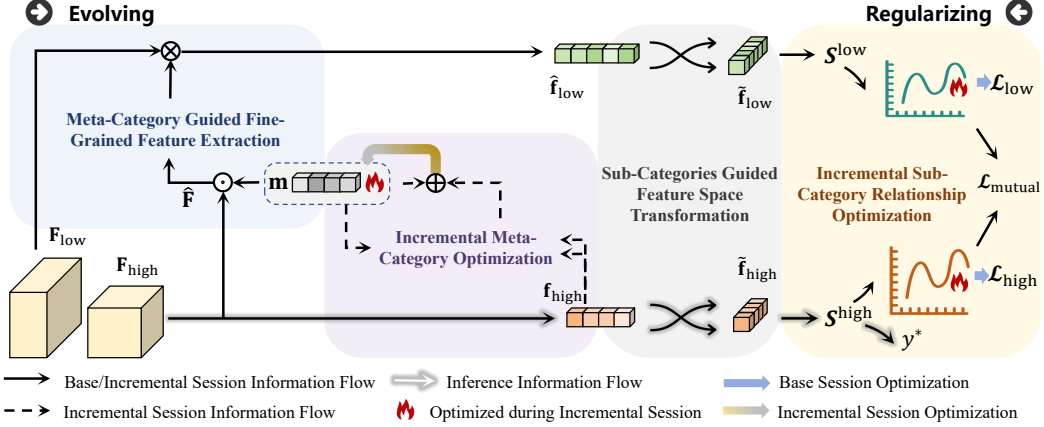 Evolving
Regularizing
Meta-Category Guided Fine-
Grained Feature Extraction
⊗
f̂low
f̃low
Slow
ℒlow
F̂
⊙
m
⊕
Sub-Categories Guided
Feature Space
Transformation
Incremental Sub-
Category Relationship
Optimization
ℒmutual
Incremental Meta-
Category Optimization
Flow
Fhigh
fhigh
f̃high
Shigh
ℒhigh
y*
Base/Incremental Session Information Flow
Inference Information Flow
Base Session Optimization
Incremental Session Information Flow
Optimized during Incremental Session
Incremental Session Optimization